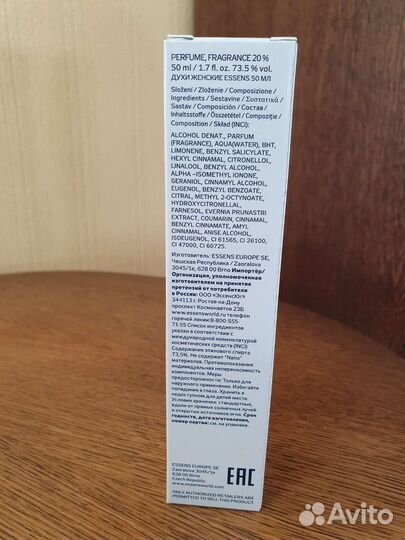 PERFUME, FRAGRANCE 20 %
50 ml / 1.7 fl. oz. 73.5 % vol.
ДУХИ ЖЕНСКИЕ ESSENS 50 МЛ
Složení / Zloženie / Composizione /
Ingredients / Sestavine / Συστατικά /
Sastav / Composición / Состав /
Inhaltsstoffe / Összetétel / Compoziție /
Composition / Skład (INCI):
ALCOHOL DENAT., PARFUM
(FRAGRANCE), AQUA(WATER), BHT,
LIMONENE, BENZYL SALICYLATE,
HEXYL CINNAMAL, CITRONELLOL,
LINALOOL, BENZYL ALCOHOL,
ALPHA –ISOMETHYL IONONE,
GERANIOL, CINNAMYL ALCOHOL,
EUGENOL, BENZYL BENZOATE,
CITRAL, METHYL 2-OCTYNOATE,
HYDROXYCITRONELLAL,
FARNESOL, EVERNIA PRUNASTRI
EXTRACT, COUMARIN, CINNAMAL,
BENZYL CINNAMATE, AMYL
CINNAMAL, ANISE ALCOHOL,
ISOEUGENOL, CI 61565, CI 26100,
CI 47000, CI 60725.
Изготовитель: ESSENS EUROPE SE,
Чешская Республика / Zaoralova
3045/1e, 628 00 Brno Импортёр/
Организация, уполномоченная
изготовителем на принятие
претензий от потребителя
в России: ООО «ЭссенсЮг»
344113 г. Ростов-на-Дону
проспект Космонавтов 23Б
www.essensworld.ru телефон
горячей линии: 8-800-555
71-55 Список ингредиентов
указан в соответствии с
международной номенклатурой
косметических средств (INCI)
Содержание этилового спирта
73,5%. Не содержит "Nano"
материалов. Противопоказания:
индивидуальная непереносимость
компонентов. Меры
предосторожности: Только для
наружного применения. Избегайте
попадания в глаза. Хранить в
недоступном для детей месте.
Условия хранения: стандартные,
вдали от прямых солнечных лучей
и открытых источников огня. Срок
годности, дата изготовления,
номер партии: см. на упаковке.
ESSENS EUROPE SE
Zaoralova 3045/1e
628 00 Brno
Czech Republic
www.essensworld.com
EAC
ONLY AUTHORIZED RETAILERS ARE
PERMITTED TO SELL THIS PRODUCT
Avito